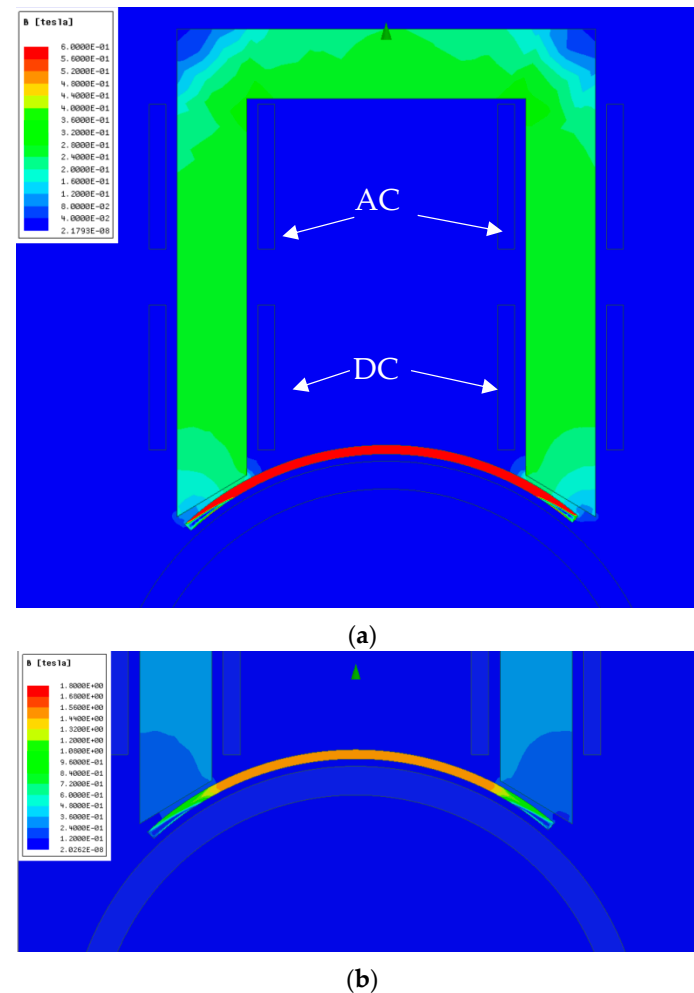 B [tesla]
6.0000E-01
5.6000E-01
5.2000E-01
4.8000E-01
4.4000E-01
4.0000E-01
3.6000E-01
3.2000E-01
2.8000E-01
2.4000E-01
2.0000E-01
1.6000E-01
1.2000E-01
8.0000E-02
4.0000E-02
2.1793E-08
AC
DC
(a)
B [tesla]
1.8000E+00
1.6800E+00
1.5600E+00
1.4400E+00
1.3200E+00
1.2000E+00
1.0800E+00
9.6000E-01
8.4000E-01
7.2000E-01
6.0000E-01
4.8000E-01
3.6000E-01
2.4000E-01
1.2000E-01
2.0262E-08
(b)